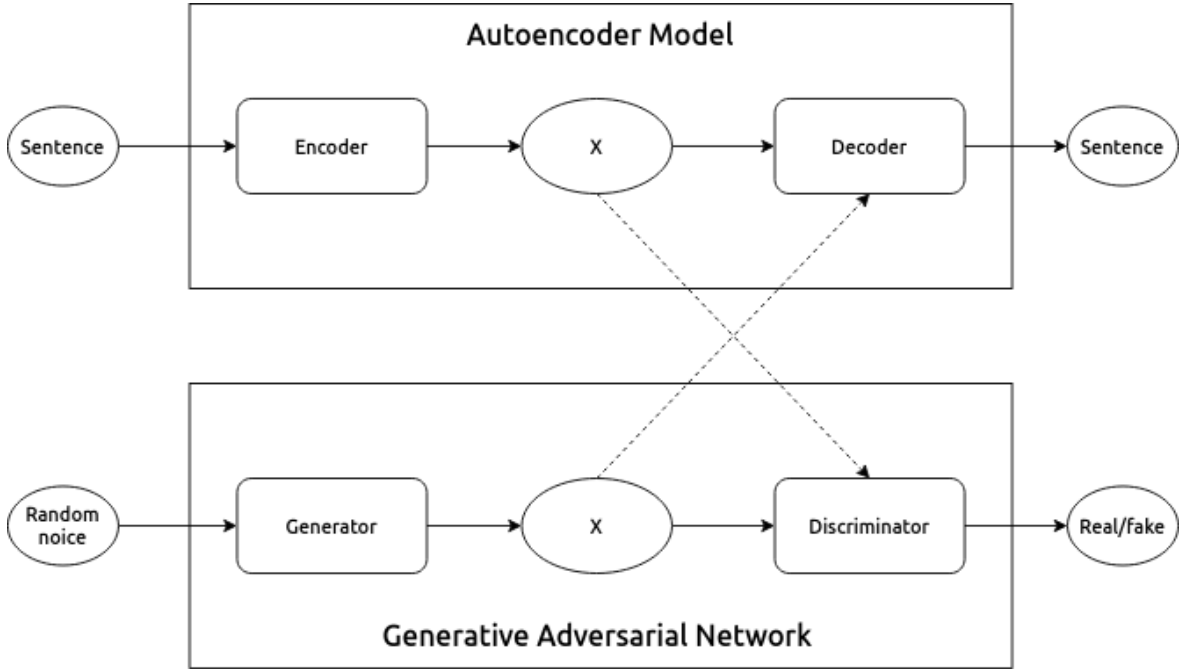 Autoencoder Model
Sentence
Encoder
X
Decoder
Sentence
Random
noice
Generator
X
Discriminator
Real/fake
Generative Adversarial Network